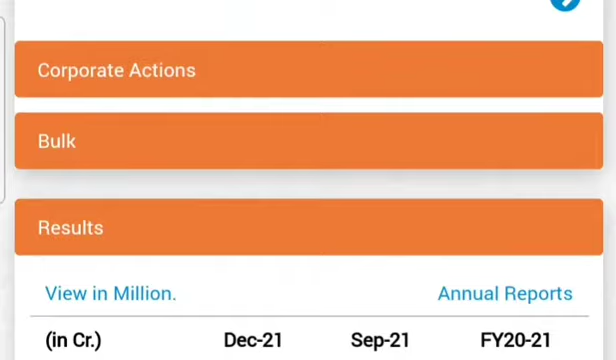 Corporate Actions
Bulk
Results
View in Million. Annual Reports
(in Cr.) Dec-21 Sep-21 FY20-21